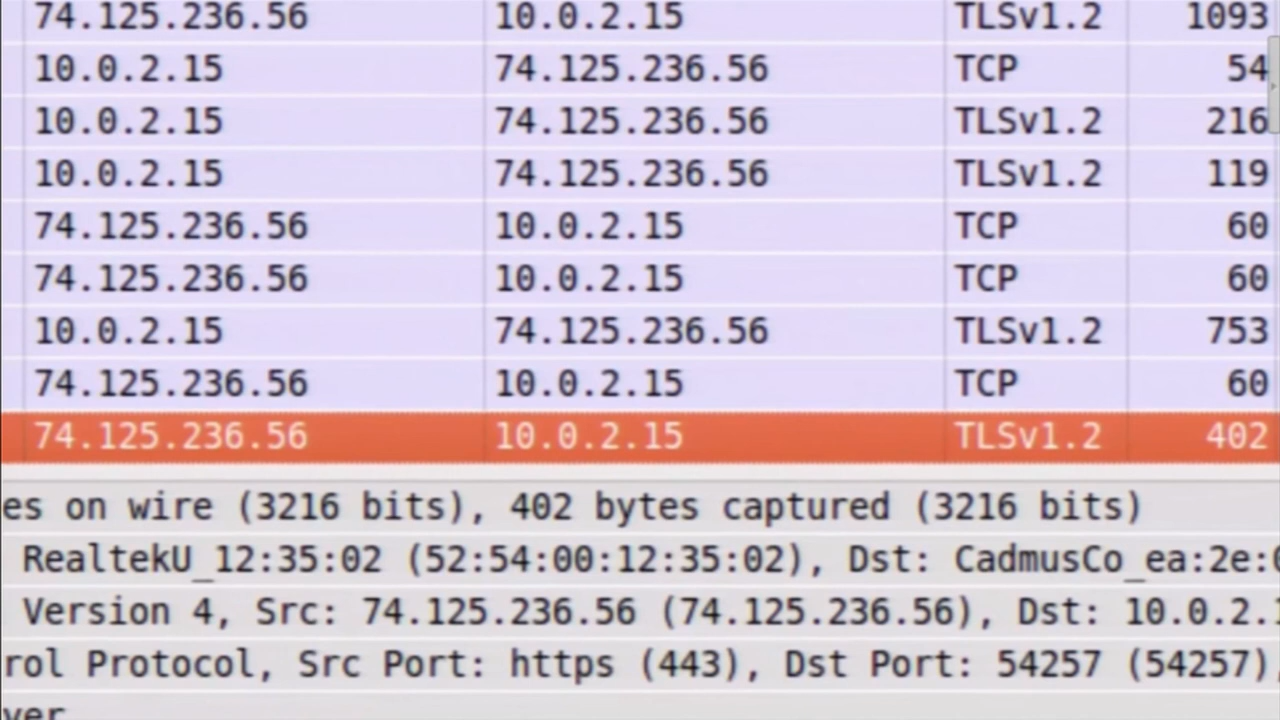 74.125.236.56 10.0.2.15 TLSv1.2 1093
10.0.2.15 74.125.236.56 TCP 54
10.0.2.15 74.125.236.56 TLSv1.2 216
10.0.2.15 74.125.236.56 TLSv1.2 119
74.125.236.56 10.0.2.15 TCP 60
74.125.236.56 10.0.2.15 TCP 60
10.0.2.15 74.125.236.56 TLSv1.2 753
74.125.236.56 10.0.2.15 TCP 60
74.125.236.56 10.0.2.15 TLSv1.2 402
es on wire (3216 bits), 402 bytes captured (3216 bits)
RealtekU_12:35:02 (52:54:00:12:35:02), Dst: CadmusCo_ea:2e:
Version 4, Src: 74.125.236.56 (74.125.236.56), Dst: 10.0.2.1
rol Protocol, Src Port: https (443), Dst Port: 54257 (54257),
ver